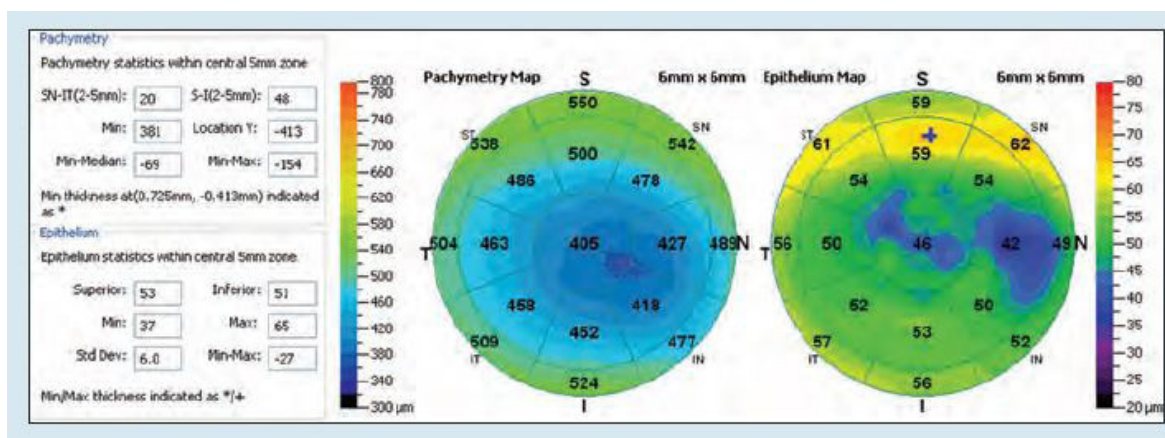 Pachymetry
Pachymetry statistics within central 5mm zone
SN-IT(2-5mm): 20 S-I(2-5mm): 48
Min: 381 Location Y: -413
Min-Median: -69 Min-Max: -154
Min thickness at(0.725mm, -0.413mm) indicated
as *
Epithelium
Epithelium statistics within central 5mm zone
Superior: 53 Inferior: 51
Min: 37 Max: 65
Std Dev: 6.0 Min-Max: -27
Min/Max thickness indicated as */+
800
780
740
700
660
620
580
540
500
460
420
380
340
300 µm
Pachymetry Map S 6mm x 6mm
550
ST SN
538 542
500
486 478
T 504 463 405 427 489 N
458 418
452
509 477
IT IN
524
I
Epithelium Map S 6mm x 6mm
59
ST SN
61 + 62
59
54 54
T 56 50 46 42 49 N
52 50
53
57 52
IT IN
56
I
80
75
70
65
60
55
50
45
40
35
30
25
20 µm